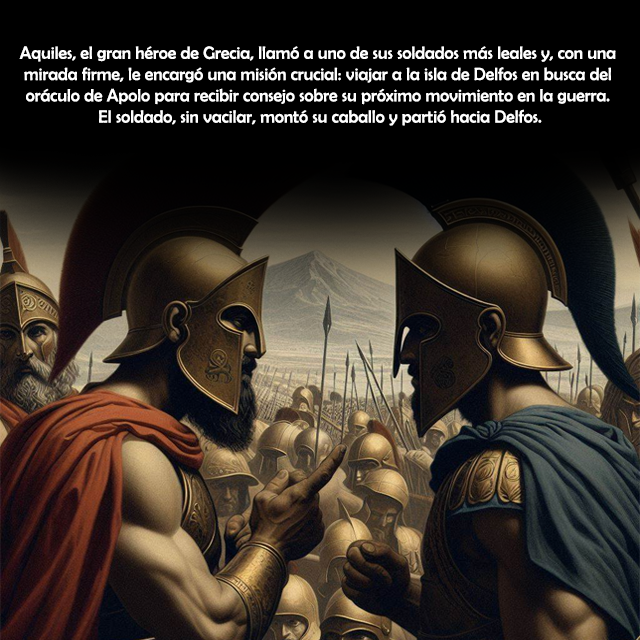 Aquiles, el gran héroe de Grecia, llamó a uno de sus soldados más leales y, con una
mirada firme, le encargó una misión crucial: viajar a la isla de Delfos en busca del
oráculo de Apolo para recibir consejo sobre su próximo movimiento en la guerra.
El soldado, sin vacilar, montó su caballo y partió hacia Delfos.